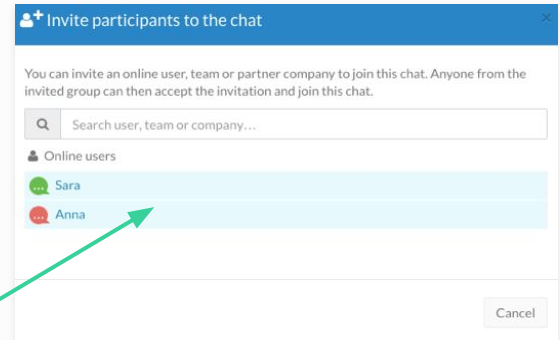 Invite participants to the chat
You can invite an online user, team or partner company to join this chat. Anyone from the
invited group can then accept the invitation and join this chat.
Search user, team or company...
Online users
Sara
Anna
Cancel